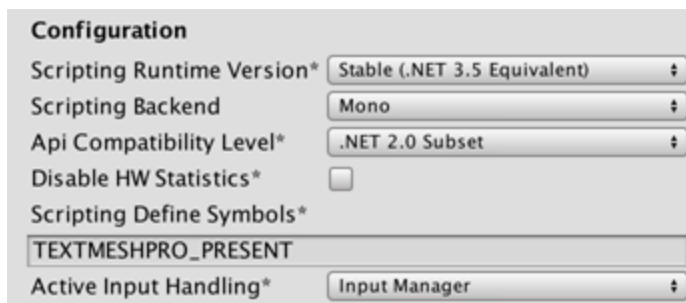 Configuration
Scripting Runtime Version* Stable (.NET 3.5 Equivalent)
Scripting Backend Mono
Api Compatibility Level* .NET 2.0 Subset
Disable HW Statistics*
Scripting Define Symbols*
TEXTMESHPRO_PRESENT
Active Input Handling* Input Manager